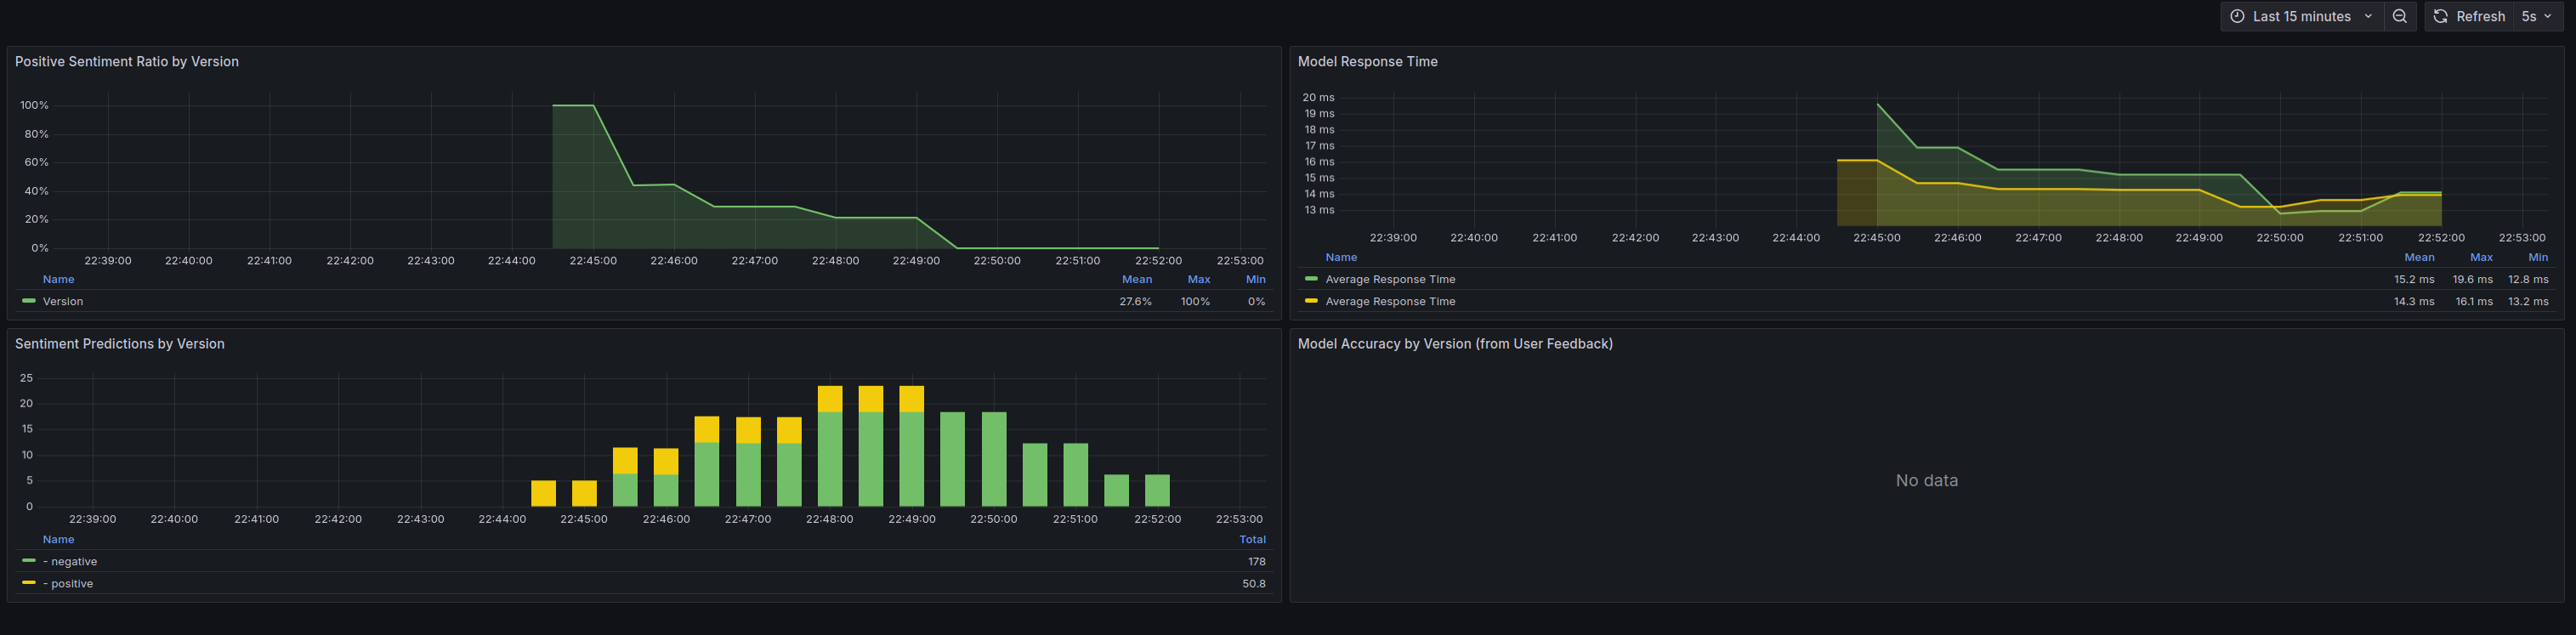 Last 15 minutes Refresh 5s
Positive Sentiment Ratio by Version
100%
80%
60%
40%
20%
0%
22:39:00 22:40:00 22:41:00 22:42:00 22:43:00 22:44:00 22:45:00 22:46:00 22:47:00 22:48:00 22:49:00 22:50:00 22:51:00 22:52:00 22:53:00
Name Mean Max Min
Version 27.6% 100% 0%
Model Response Time
20 ms
19 ms
18 ms
17 ms
16 ms
15 ms
14 ms
13 ms
22:39:00 22:40:00 22:41:00 22:42:00 22:43:00 22:44:00 22:45:00 22:46:00 22:47:00 22:48:00 22:49:00 22:50:00 22:51:00 22:52:00 22:53:00
Name Mean Max Min
Average Response Time 15.2 ms 19.6 ms 12.8 ms
Average Response Time 14.3 ms 16.1 ms 13.2 ms
Sentiment Predictions by Version
25
20
15
10
5
0
22:39:00 22:40:00 22:41:00 22:42:00 22:43:00 22:44:00 22:45:00 22:46:00 22:47:00 22:48:00 22:49:00 22:50:00 22:51:00 22:52:00 22:53:00
Name Total
- negative 178
- positive 50.8
Model Accuracy by Version (from User Feedback)
No data